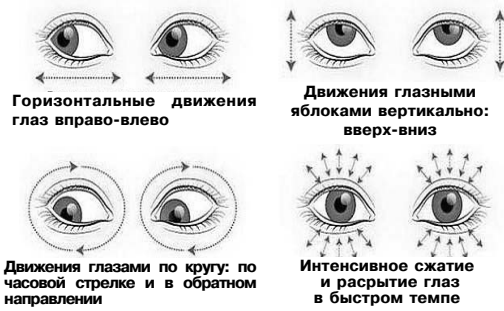 Горизонтальные движения
глаз вправо-влево
Движения глазными
яблоками вертикально:
вверх-вниз
Движения глазами по кругу: по
часовой стрелке и в обратном
направлении
Интенсивное сжатие
и расрытие глаз
в быстром темпе